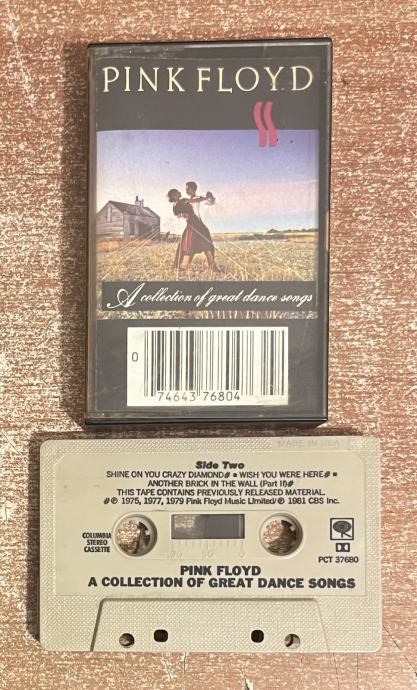 PINK FLOYD
A collection of great dance songs
0
74643 76804
MADE IN USA
Side Two
SHINE ON YOU CRAZY DIAMOND# ■ WISH YOU WERE HERE# ■
ANOTHER BRICK IN THE WALL (Part II)#
THIS TAPE CONTAINS PREVIOUSLY RELEASED MATERIAL.
#℗ 1975, 1977, 1979 Pink Floyd Music Limited/℗ 1981 CBS Inc.
COLUMBIA
STEREO
CASSETTE
100 50 0
PCT 37680
PINK FLOYD
A COLLECTION OF GREAT DANCE SONGS